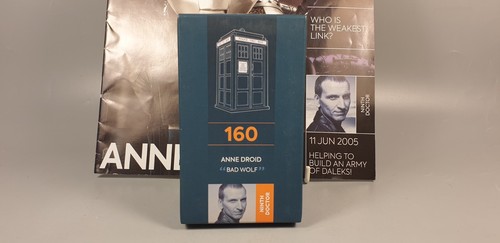 WHO IS
THE WEAKEST
LINK?
NINTH
DOCTOR
11 JUN 2005
HELPING TO
BUILD AN ARMY
OF DALEKS!
ANNE
160
ANNE DROID
“BAD WOLF”
NINTH
DOCTOR